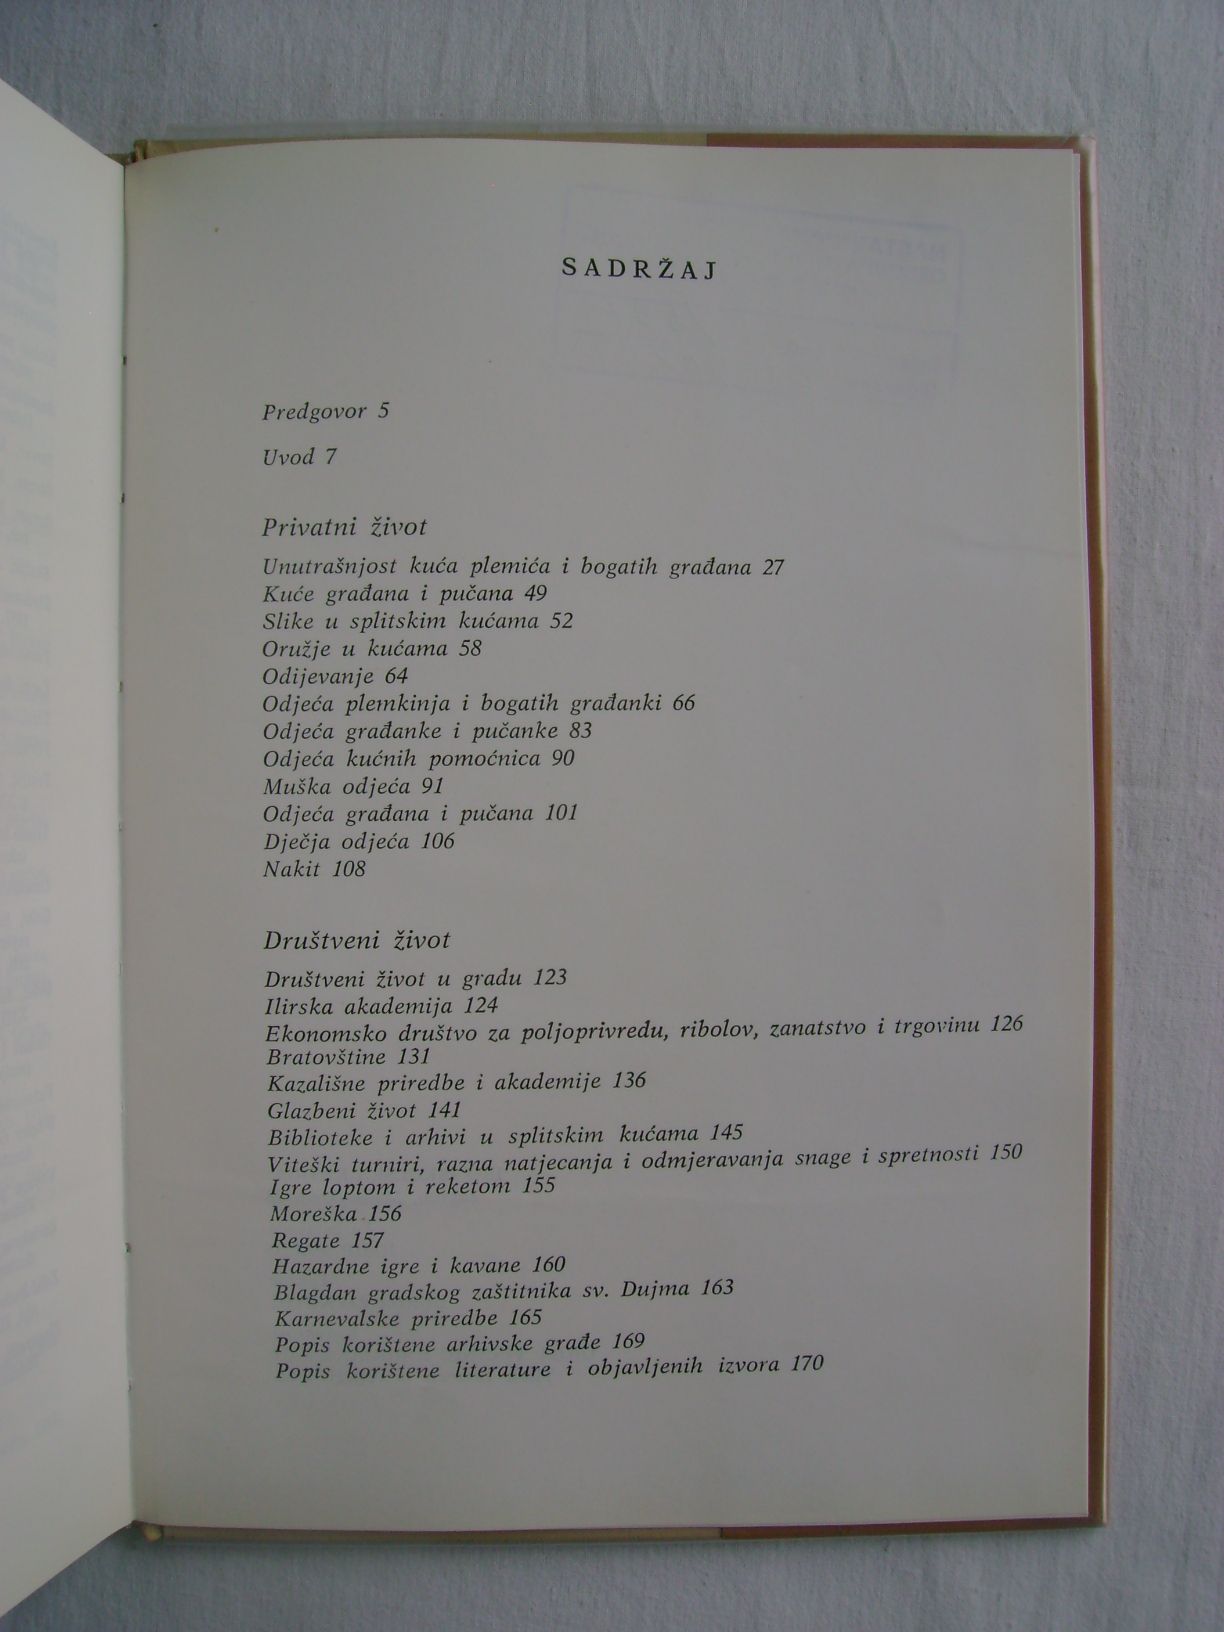 SADRŽAJ
Predgovor 5
Uvod 7
Privatni život
Unutrašnjost kuća plemića i bogatih građana 27
Kuće građana i pučana 49
Slike u splitskim kućama 52
Oružje u kućama 58
Odijevanje 64
Odjeća plemkinja i bogatih građanki 66
Odjeća građanke i pučanke 83
Odjeća kućnih pomoćnica 90
Muška odjeća 91
Odjeća građana i pučana 101
Dječja odjeća 106
Nakit 108
Društveni život
Društveni život u gradu 123
Ilirska akademija 124
Ekonomsko društvo za poljoprivredu, ribolov, zanatstvo i trgovinu 126
Bratovštine 131
Kazališne priredbe i akademije 136
Glazbeni život 141
Biblioteke i arhivi u splitskim kućama 145
Viteški turniri, razna natjecanja i odmjeravanja snage i spretnosti 150
Igre loptom i reketom 155
Moreška 156
Regate 157
Hazardne igre i kavane 160
Blagdan gradskog zaštitnika sv. Dujma 163
Karnevalske priredbe 165
Popis korištene arhivske građe 169
Popis korištene literature i objavljenih izvora 170